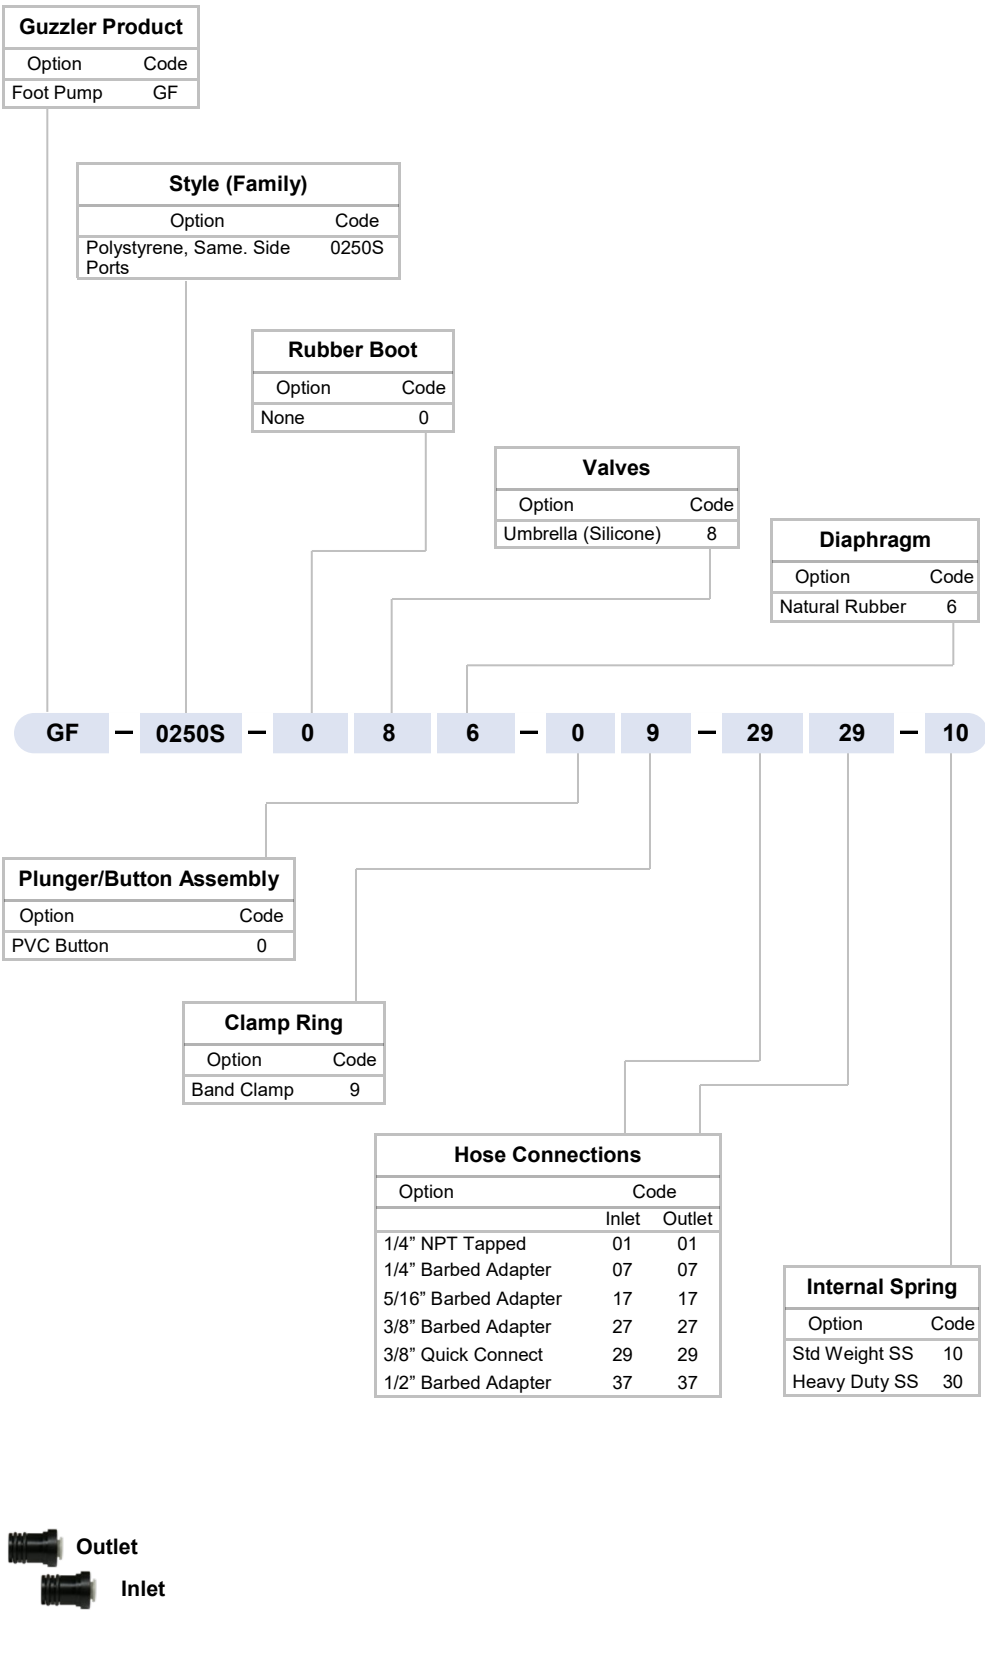 Guzzler Product
Option Code
Foot Pump GF
Style (Family)
Option Code
Polystyrene, Same. Side 0250S
Ports
Rubber Boot
Option Code
None 0
Valves
Option Code
Umbrella (Silicone) 8
Diaphragm
Option Code
Natural Rubber 6
GF – 0250S – 0 8 6 – 0 9 – 29 29 – 10
Plunger/Button Assembly
Option Code
PVC Button 0
Clamp Ring
Option Code
Band Clamp 9
Hose Connections
Option Code
Inlet Outlet
1/4” NPT Tapped 01 01
1/4” Barbed Adapter 07 07
5/16” Barbed Adapter 17 17
3/8” Barbed Adapter 27 27
3/8” Quick Connect 29 29
1/2” Barbed Adapter 37 37
Internal Spring
Option Code
Std Weight SS 10
Heavy Duty SS 30
Outlet
Inlet